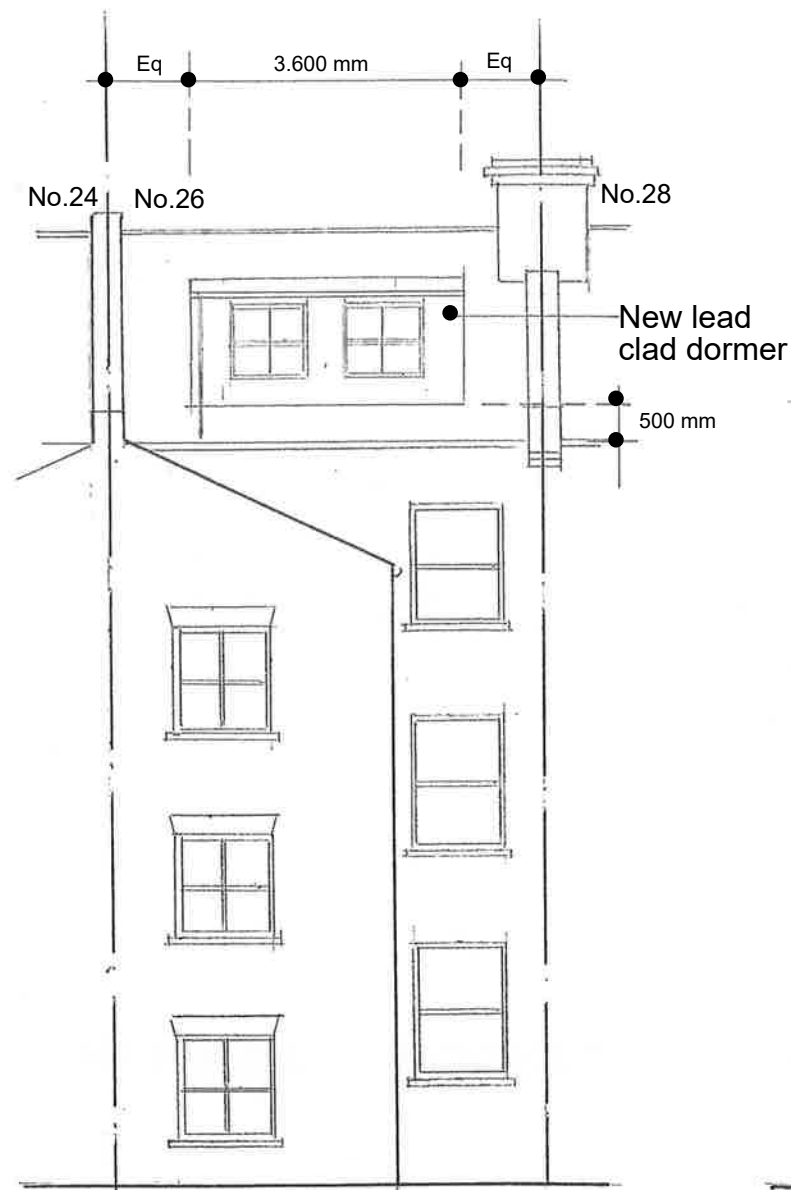 Eq
3.600 mm
Eq
No.24
No.26
No.28
New lead
clad dormer
500 mm